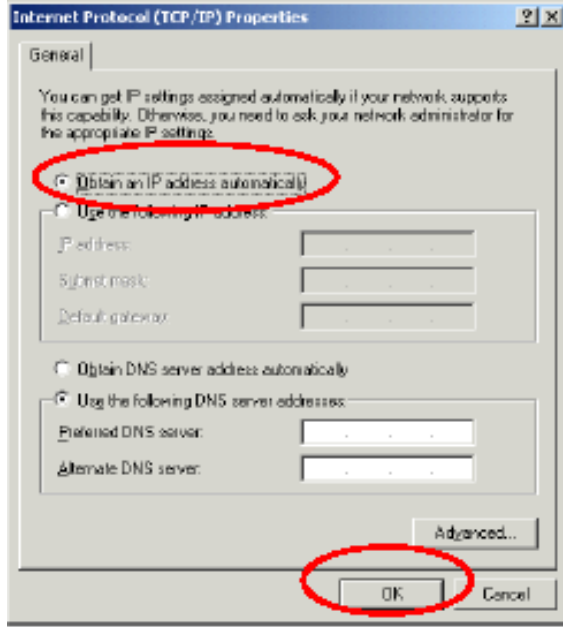 Internet Protocol (TCP/IP) Properties
General
You can get IP settings assigned automatically if your network supports
this capability. Otherwise, you need to ask your network administrator for
the appropriate IP settings.
Obtain an IP address automatically
Use the following IP address:
IP address:
Subnet mask:
Default gateway:
Obtain DNS server address automatically
Use the following DNS server addresses:
Preferred DNS server:
Alternate DNS server:
Advanced...
OK
Cancel